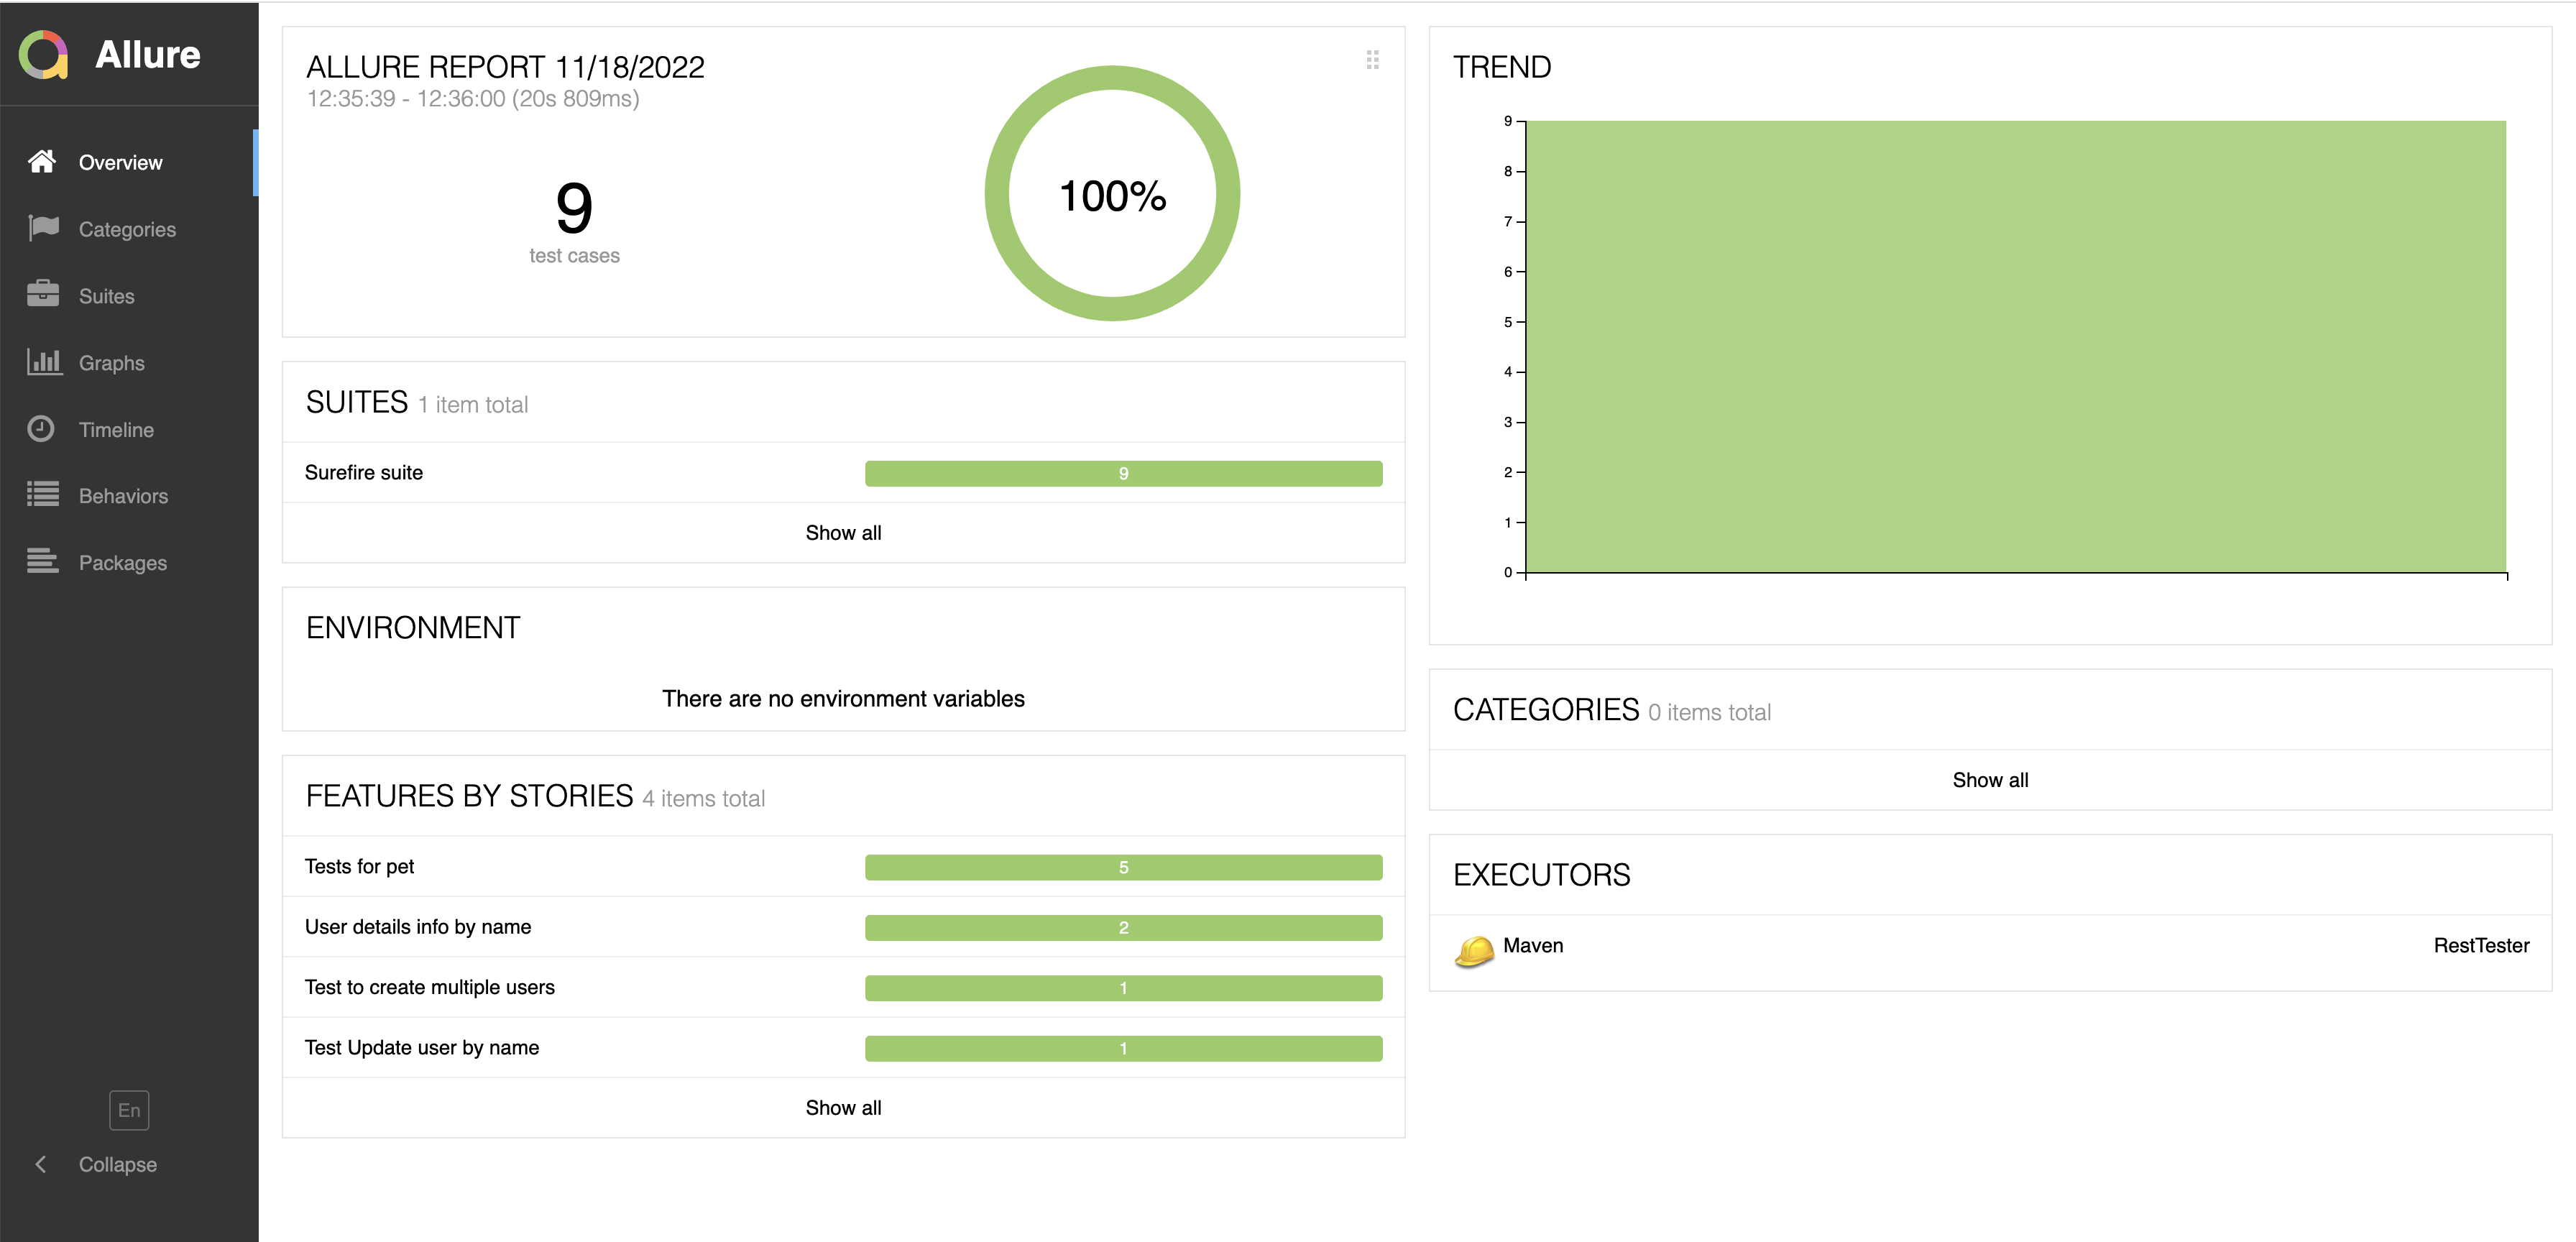 Allure
Overview
Categories
Suites
Graphs
Timeline
Behaviors
Packages
En
Collapse
ALLURE REPORT 11/18/2022
12:35:39 - 12:36:00 (20s 809ms)
9
test cases
100%
SUITES 1 item total
Surefire suite 9
Show all
ENVIRONMENT
There are no environment variables
FEATURES BY STORIES 4 items total
Tests for pet 5
User details info by name 2
Test to create multiple users 1
Test Update user by name 1
Show all
TREND
9
8
7
6
5
4
3
2
1
0
CATEGORIES 0 items total
Show all
EXECUTORS
Maven RestTester